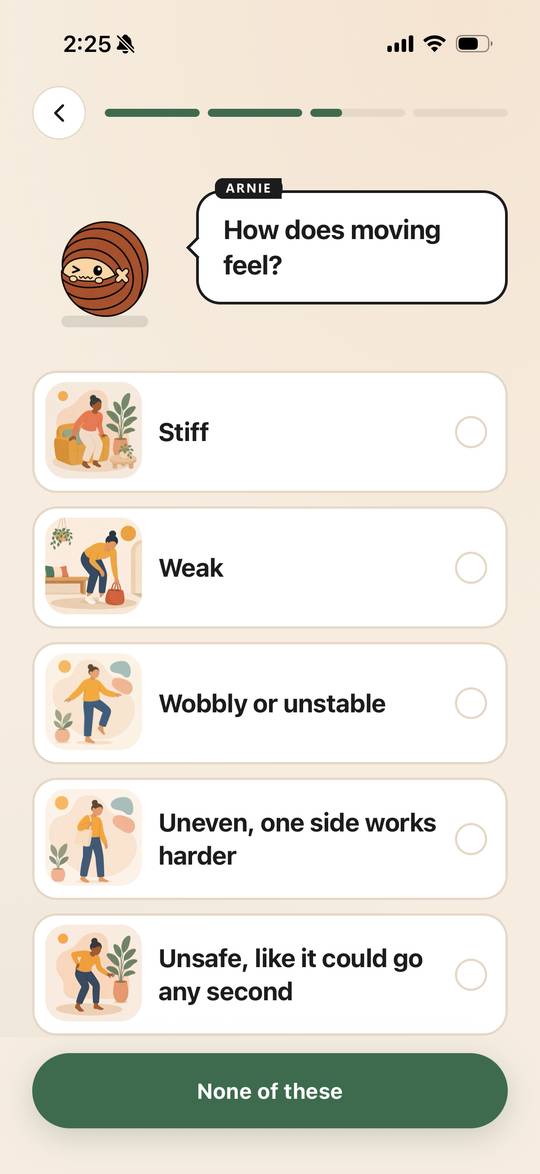 2:25
ARNIE
How does moving
feel?
Stiff
Weak
Wobbly or unstable
Uneven, one side works
harder
Unsafe, like it could go
any second
None of these